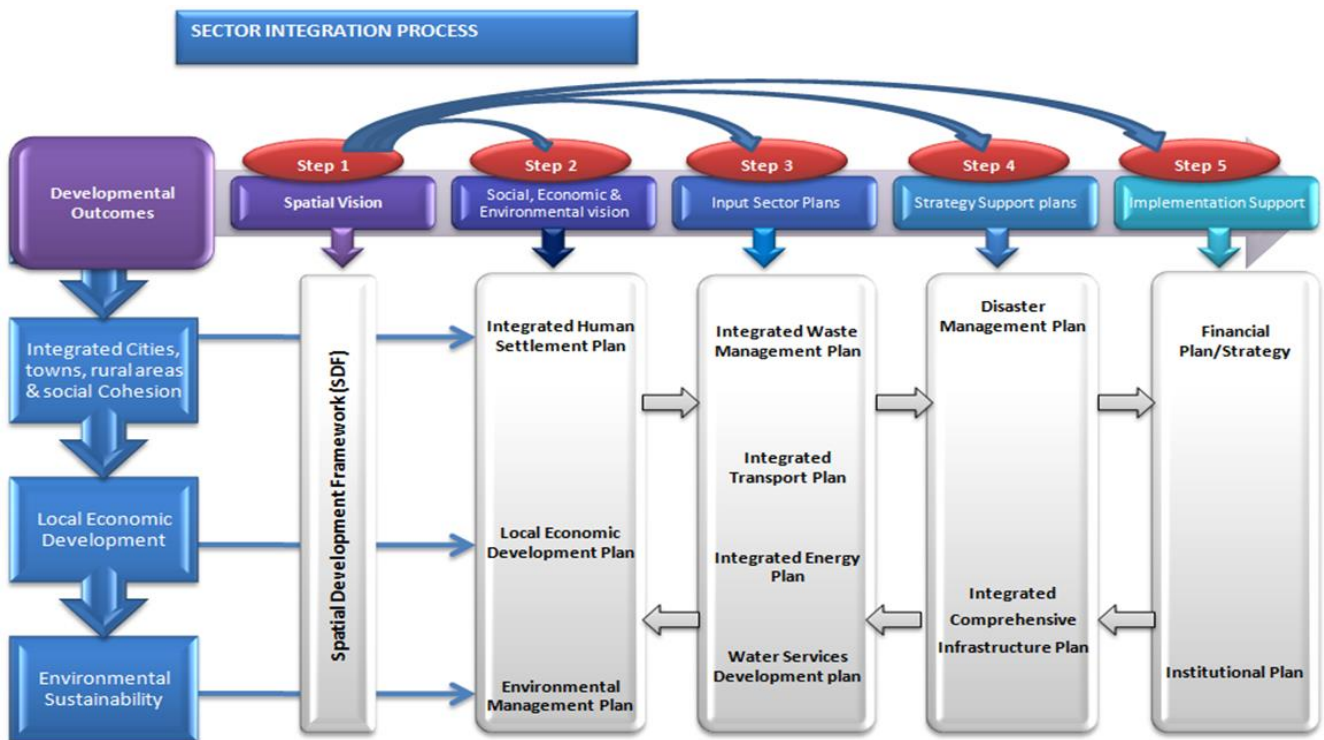 SECTOR INTEGRATION PROCESS
Developmental
Outcomes
Step 1
Step 2
Step 3
Step 4
Step 5
Spatial Vision
Social, Economic &
Environmental vision
Input Sector Plans
Strategy Support plans
Implementation Support
Integrated Cities,
towns, rural areas
& social Cohesion
Local Economic
Development
Environmental
Sustainability
Spatial Development Framework (SDF)
Integrated Human
Settlement Plan
Local Economic
Development Plan
Environmental
Management Plan
Integrated Waste
Management Plan
Integrated
Transport Plan
Integrated Energy
Plan
Water Services
Development plan
Disaster
Management Plan
Integrated
Comprehensive
Infrastructure Plan
Financial
Plan/Strategy
Institutional Plan